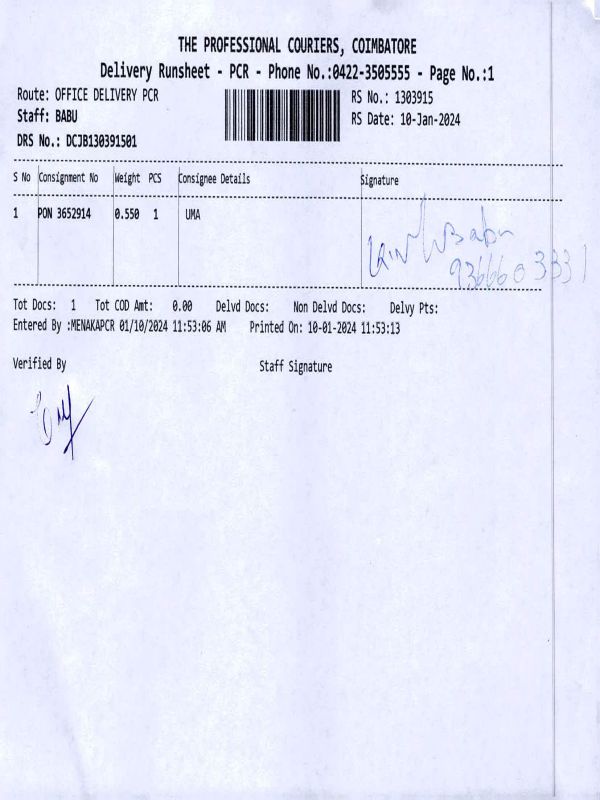 THE PROFESSIONAL COURIERS, COIMBATORE
Delivery Runsheet - PCR - Phone No.:0422-3505555 - Page No.:1
Route: OFFICE DELIVERY PCR RS No.: 1303915
Staff: BABU RS Date: 10-Jan-2024
DRS No.: DCJB130391501
S No Consignment No Weight PCS Consignee Details Signature
1 PON 3652914 0.550 1 UMA
Babu
9366603331
Tot Docs: 1 Tot COD Amt: 0.00 Delvd Docs: Non Delvd Docs: Delvy Pts:
Entered By :MENAKAPCR 01/10/2024 11:53:06 AM Printed On: 10-01-2024 11:53:13
Verified By Staff Signature